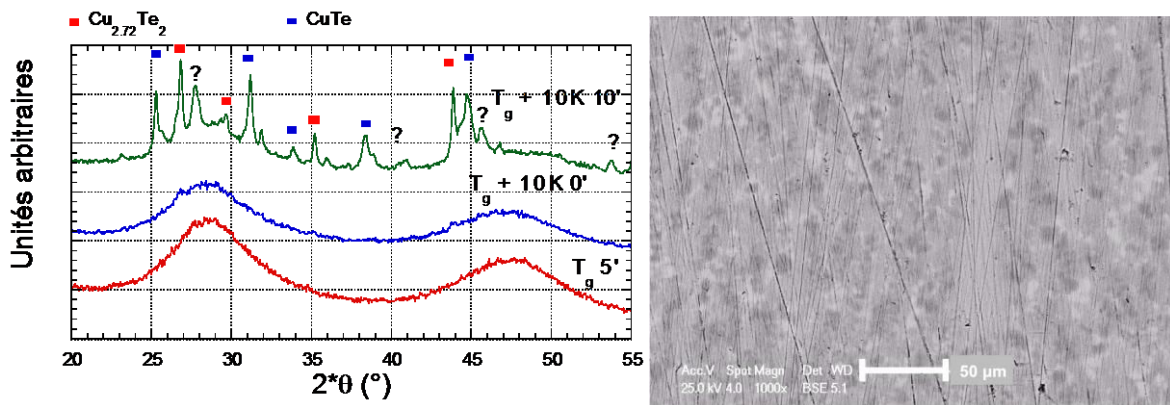 Cu2.72Te2 CuTe
Unités arbitraires
?
Tg + 10K 10'
?
?
?
Tg + 10K 0'
Tg 5'
20 25 30 35 40 45 50 55
2*θ (°)
Acc.V Spot Magn Det WD
25.0 kV 4.0 1000x BSE 5.1
50 µm